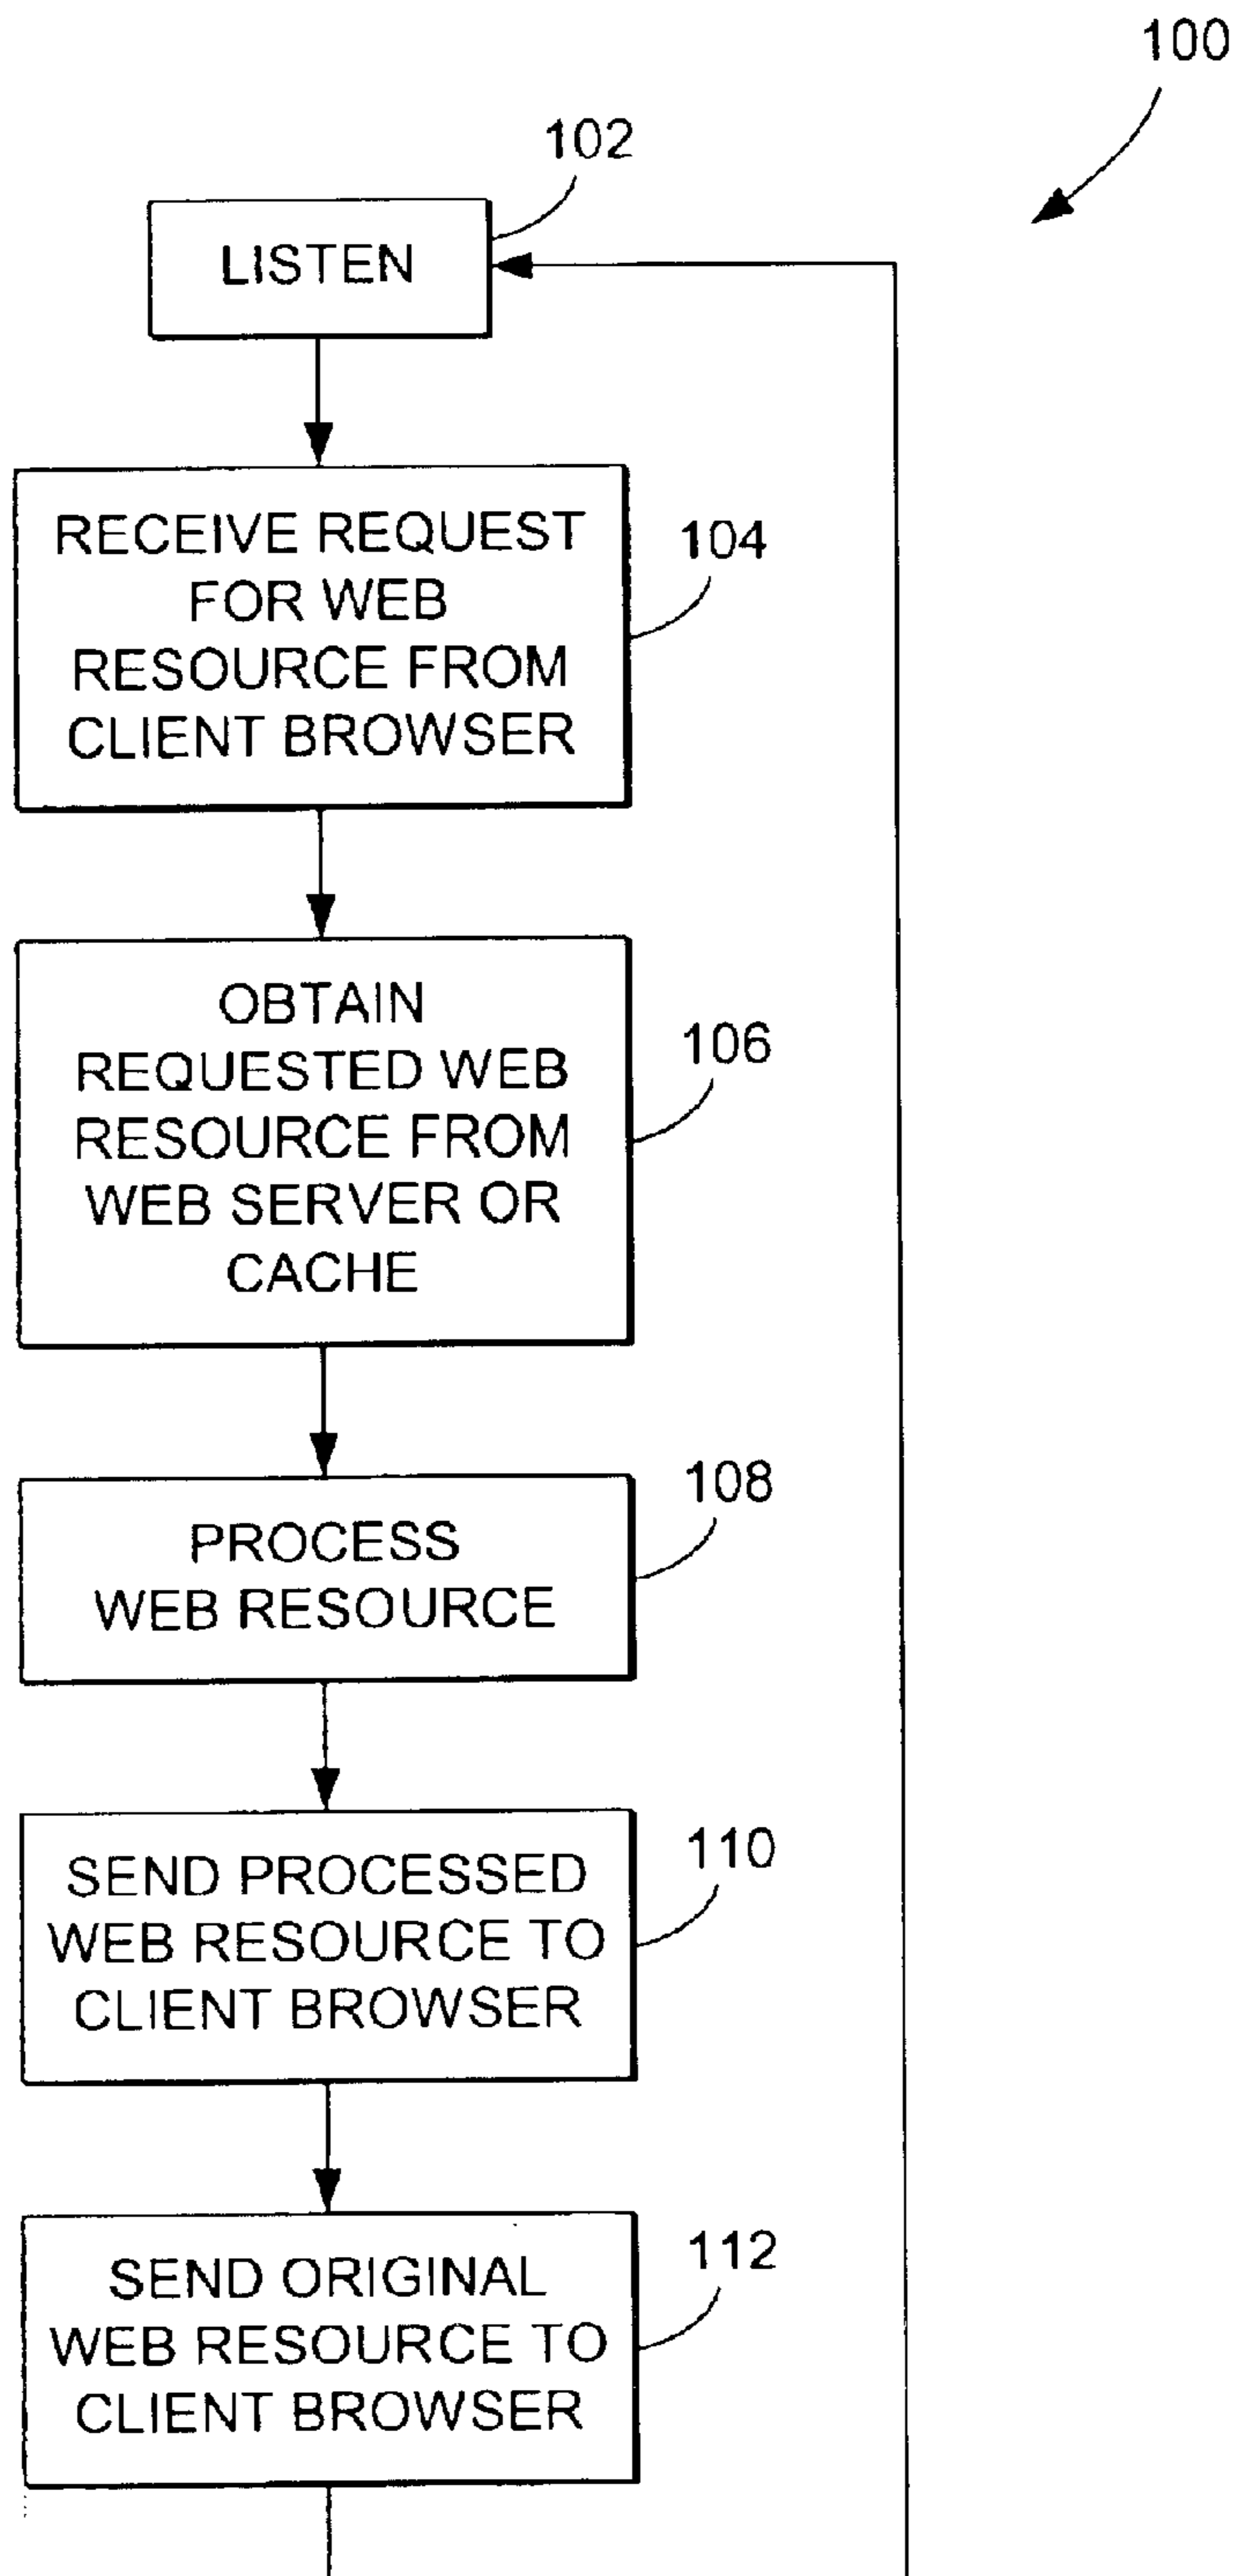 100
102
LISTEN
RECEIVE REQUEST
FOR WEB
RESOURCE FROM
CLIENT BROWSER
104
OBTAIN
REQUESTED WEB
RESOURCE FROM
WEB SERVER OR
CACHE
106
PROCESS
WEB RESOURCE
108
SEND PROCESSED
WEB RESOURCE TO
CLIENT BROWSER
110
SEND ORIGINAL
WEB RESOURCE TO
CLIENT BROWSER
112